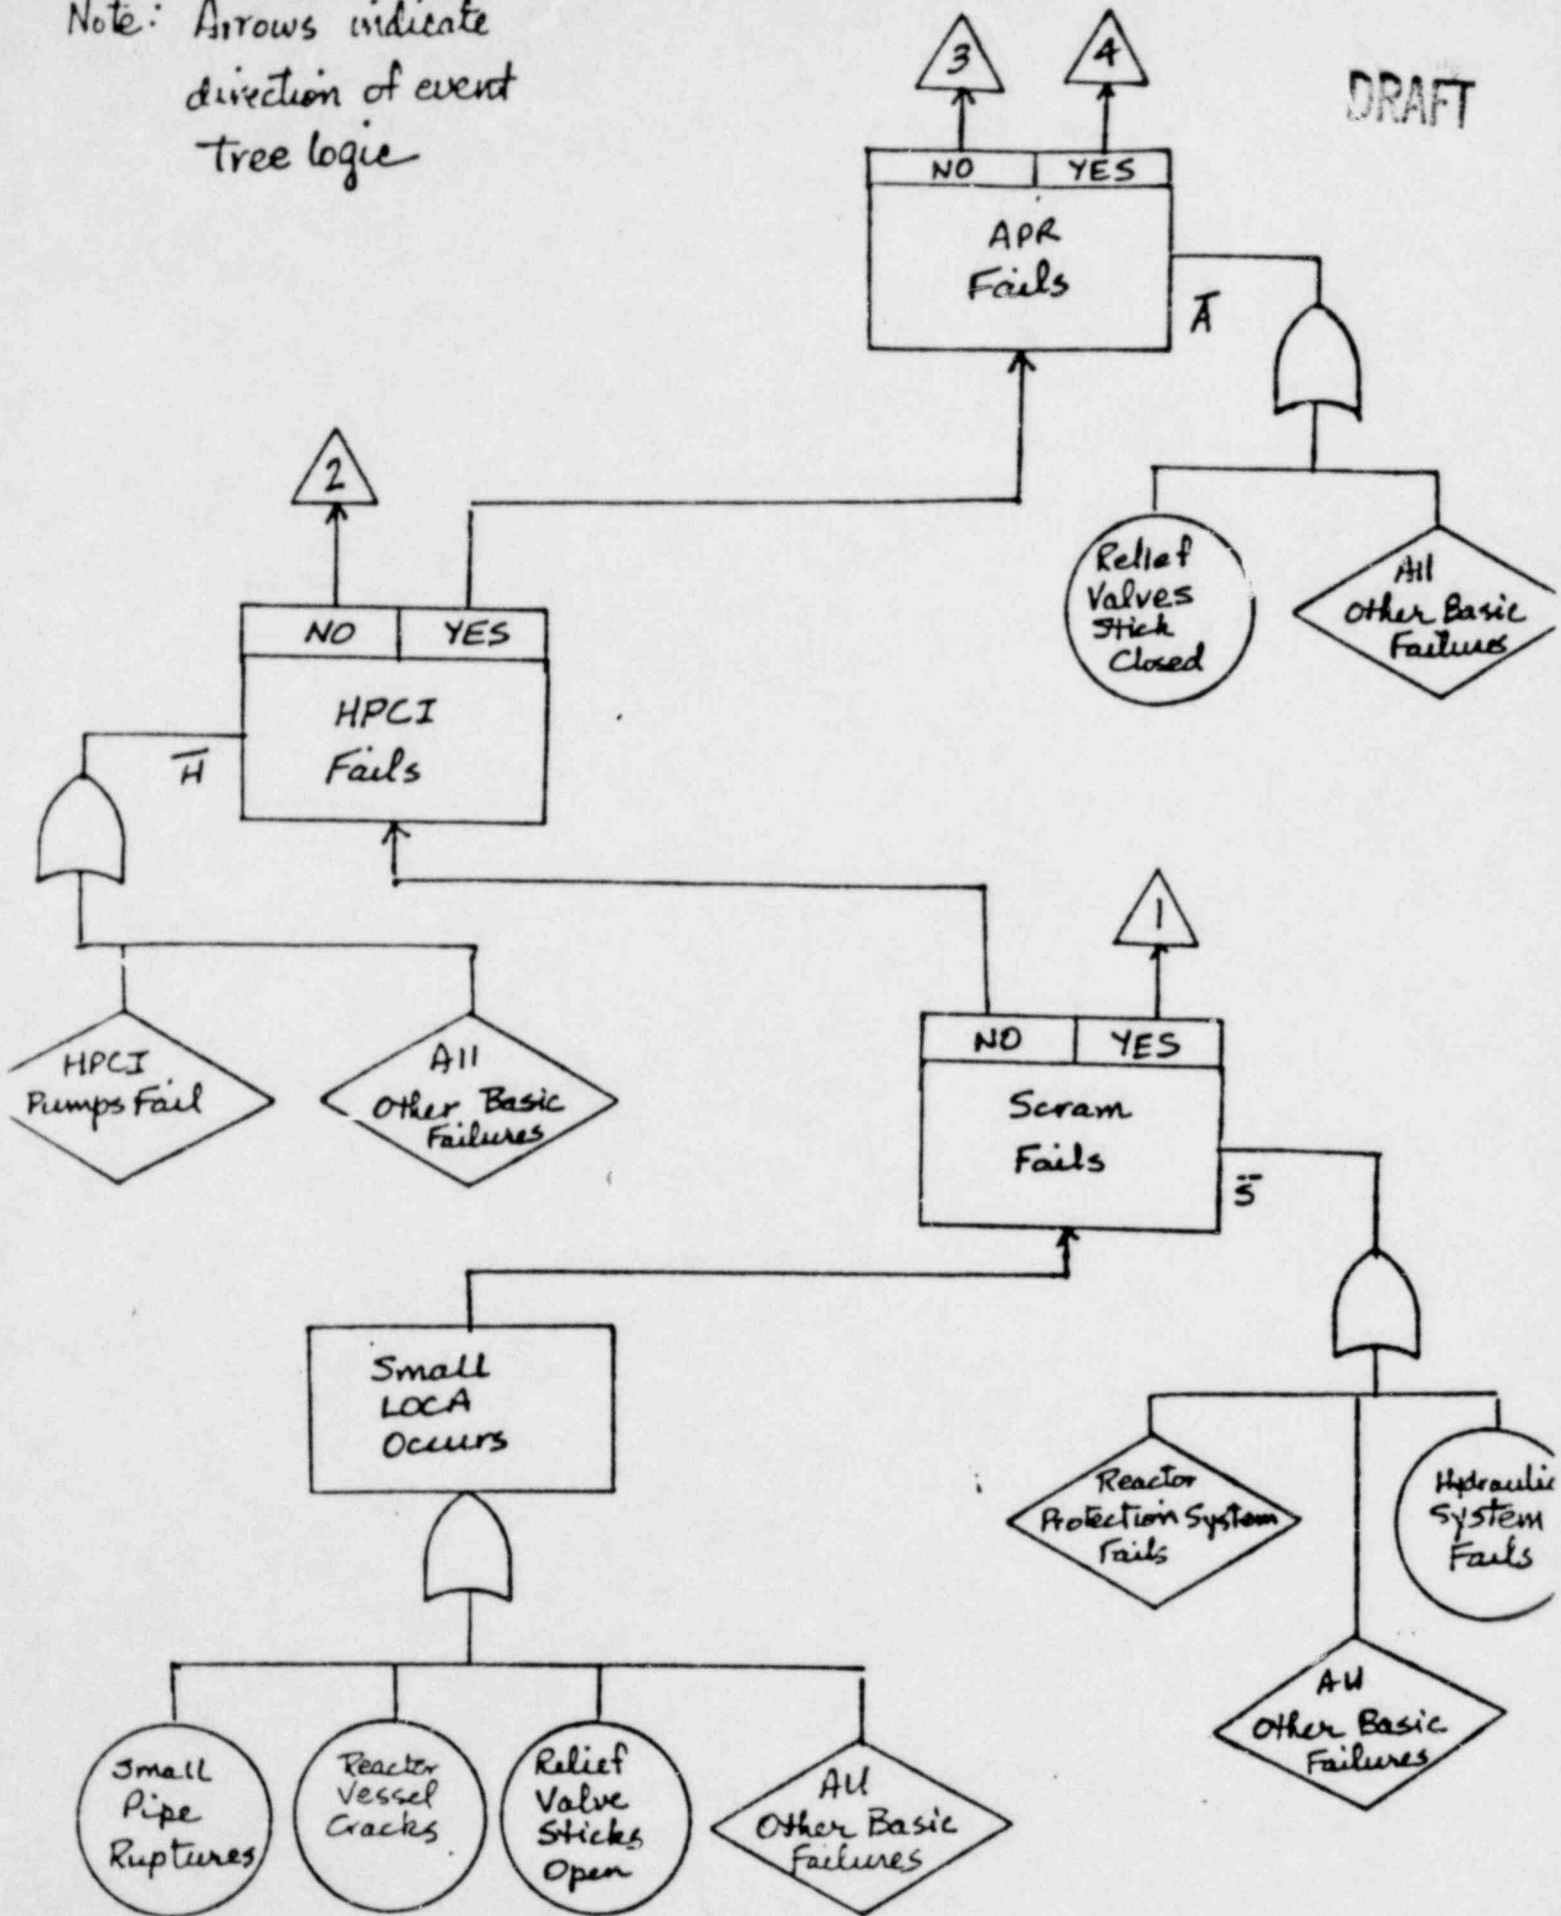 Note: Arrows indicate
direction of event
Tree logic
DRAFT
3
4
NO YES
APR
Fails
A
Relief
Valves
Stick
Closed
All
Other Basic
Failures
2
NO YES
HPCI
Fails
H
HPCI
Pumps Fail
All
Other Basic
Failures
1
NO YES
Scram
Fails
S
Reactor
Protection System
Fails
Hydraulic
System
Fails
All
Other Basic
Failures
Small
LOCA
Occurs
Small
Pipe
Ruptures
Reactor
Vessel
Cracks
Relief
Valve
Sticks
Open
All
Other Basic
Failures